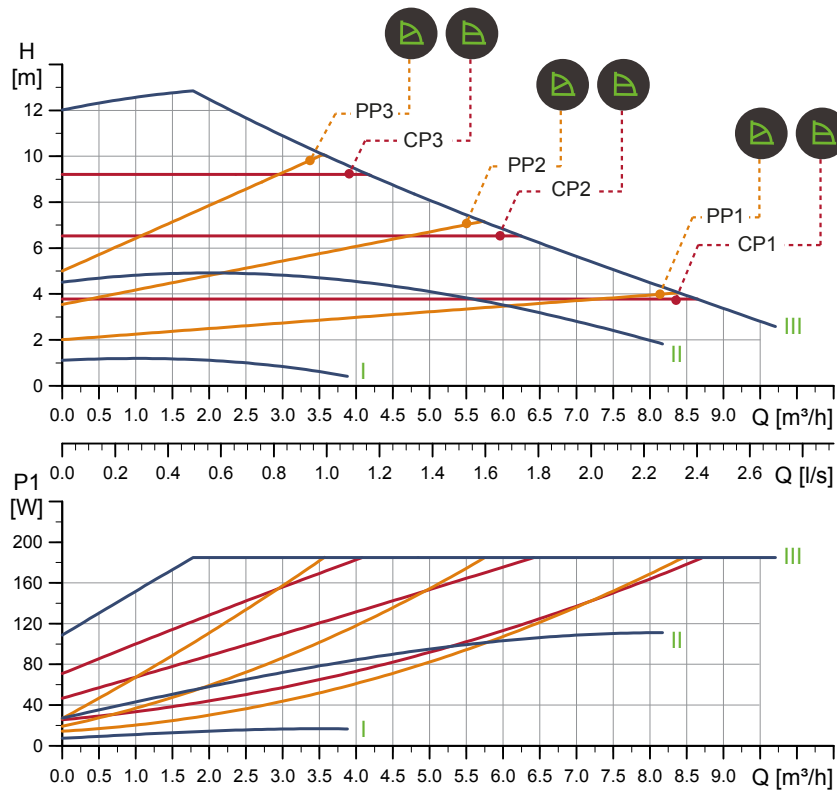 H
[m]
12
10
8
6
4
2
0
PP3
CP3
PP2
CP2
PP1
CP1
III
II
I
0.0 0.5 1.0 1.5 2.0 2.5 3.0 3.5 4.0 4.5 5.0 5.5 6.0 6.5 7.0 7.5 8.0 8.5 9.0 Q [m³/h]
0.0 0.2 0.4 0.6 0.8 1.0 1.2 1.4 1.6 1.8 2.0 2.2 2.4 2.6 Q [l/s]
P1
[W]
200
160
120
80
40
0
III
II
I
0.0 0.5 1.0 1.5 2.0 2.5 3.0 3.5 4.0 4.5 5.0 5.5 6.0 6.5 7.0 7.5 8.0 8.5 9.0 Q [m³/h]